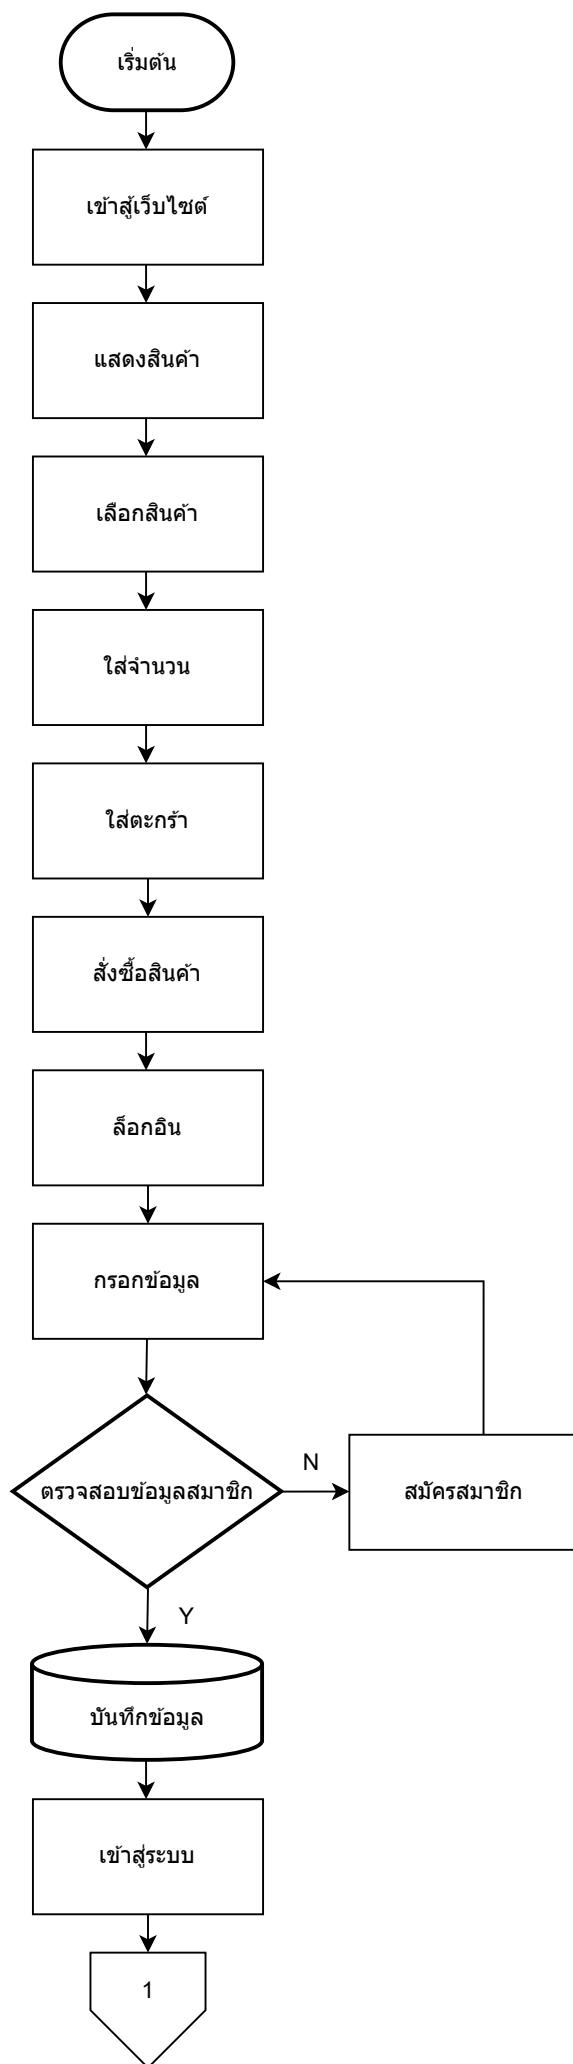 เริ่มต้น
เข้าสู้เว็บไซต์
แสดงสินค้า
เลือกสินค้า
ใส่จำนวน
ใส่ตะกร้า
สั่งซื้อสินค้า
ล็อกอิน
กรอกข้อมูล
ตรวจสอบข้อมูลสมาชิก
N
สมัครสมาชิก
Y
บันทึกข้อมูล
เข้าสู่ระบบ
1